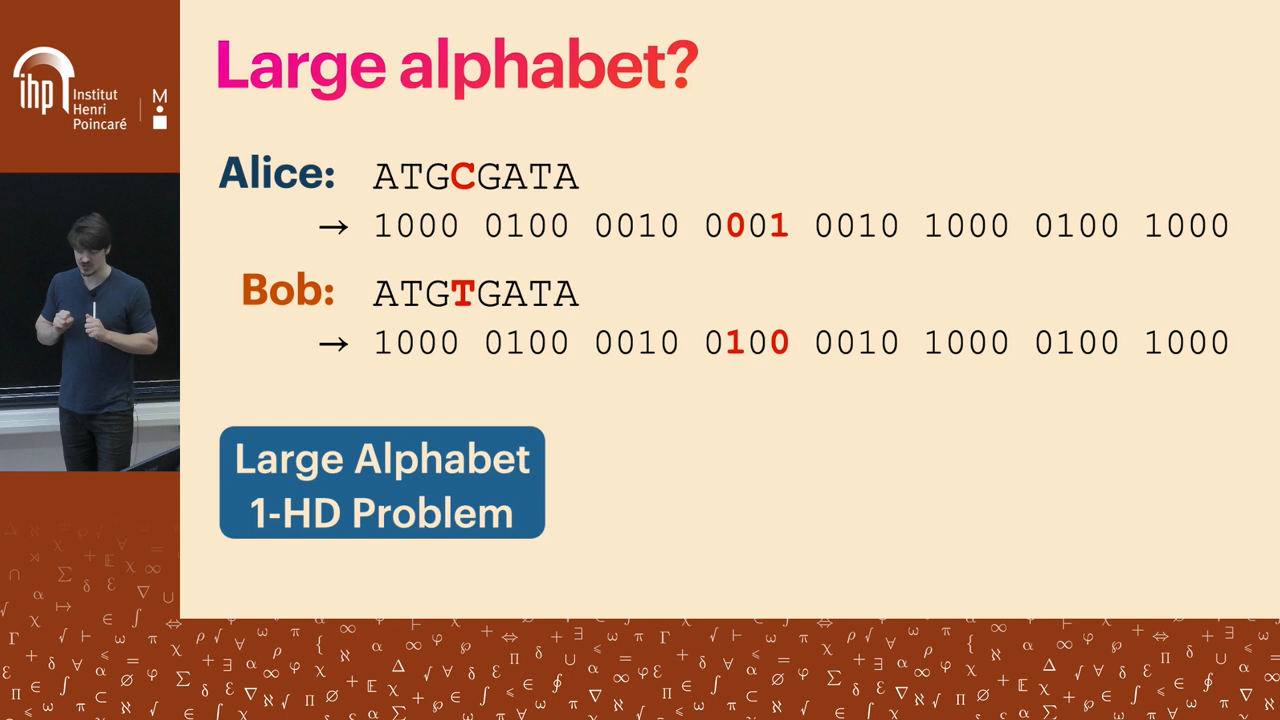 ihp
Institut
Henri
Poincaré
M
Large alphabet?
Alice: ATGCGATA
→ 1000 0100 0010 0001 0010 1000 0100 1000
Bob: ATGTGATA
→ 1000 0100 0010 0100 0010 1000 0100 1000
Large Alphabet
1-HD Problem